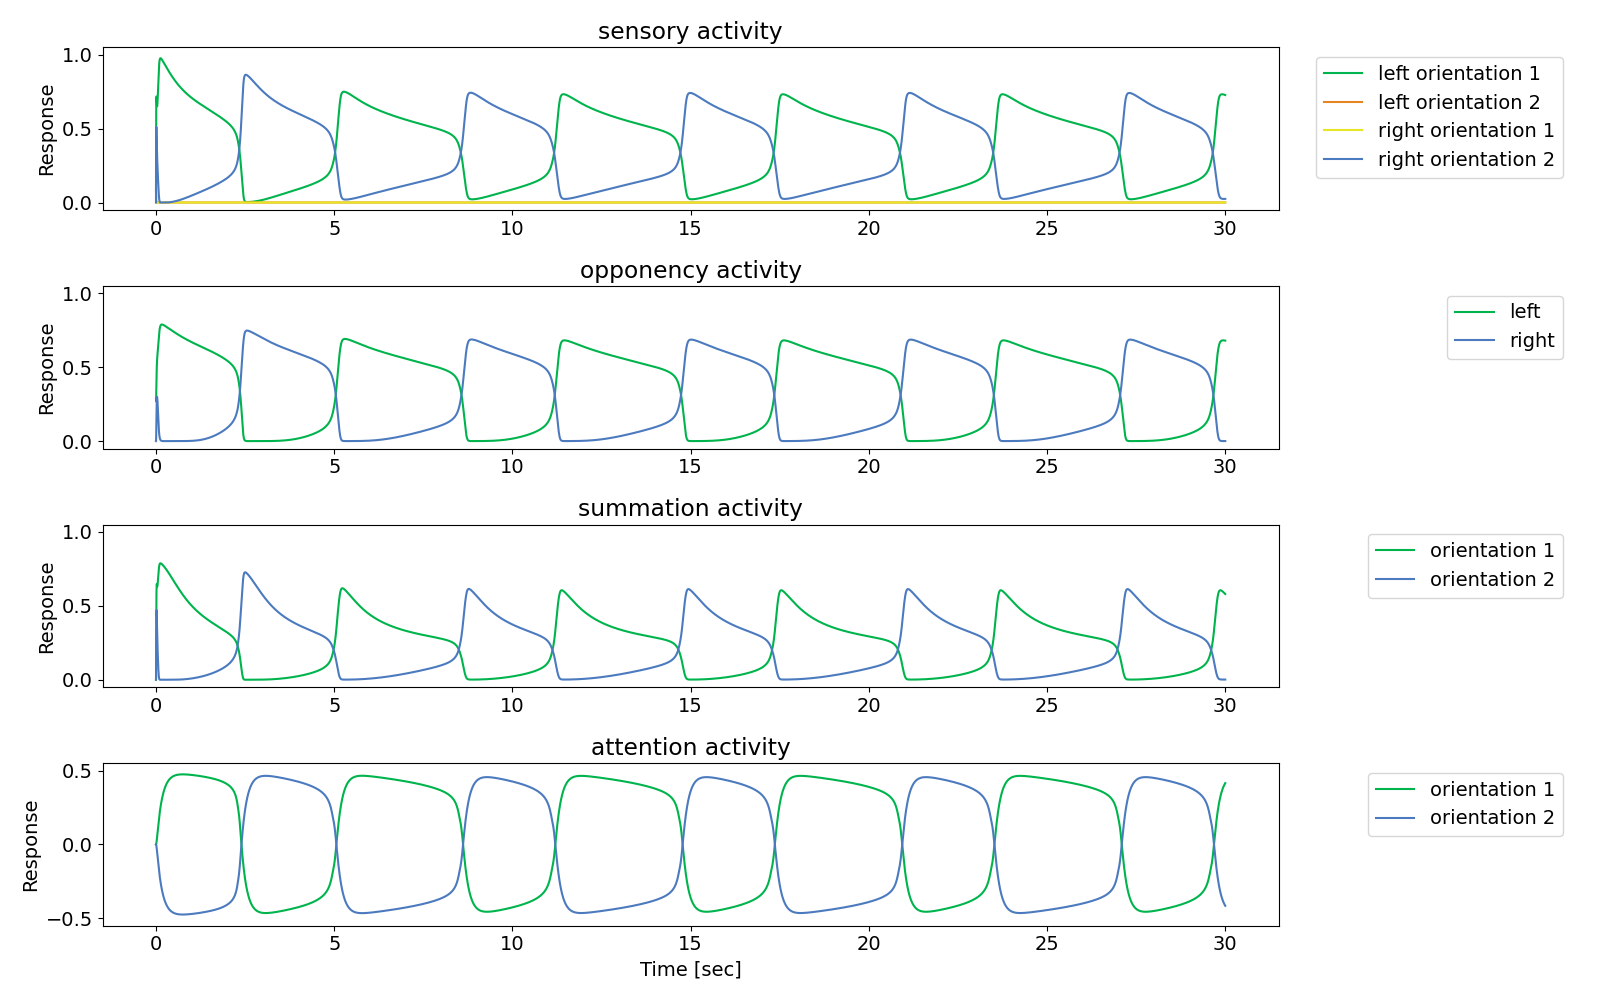 sensory activity
Response
1.0
0.5
0.0
0 5 10 15 20 25 30
left orientation 1
left orientation 2
right orientation 1
right orientation 2
opponency activity
Response
1.0
0.5
0.0
0 5 10 15 20 25 30
left
right
summation activity
Response
1.0
0.5
0.0
0 5 10 15 20 25 30
orientation 1
orientation 2
attention activity
Response
0.5
0.0
−0.5
0 5 10 15 20 25 30
Time [sec]
orientation 1
orientation 2